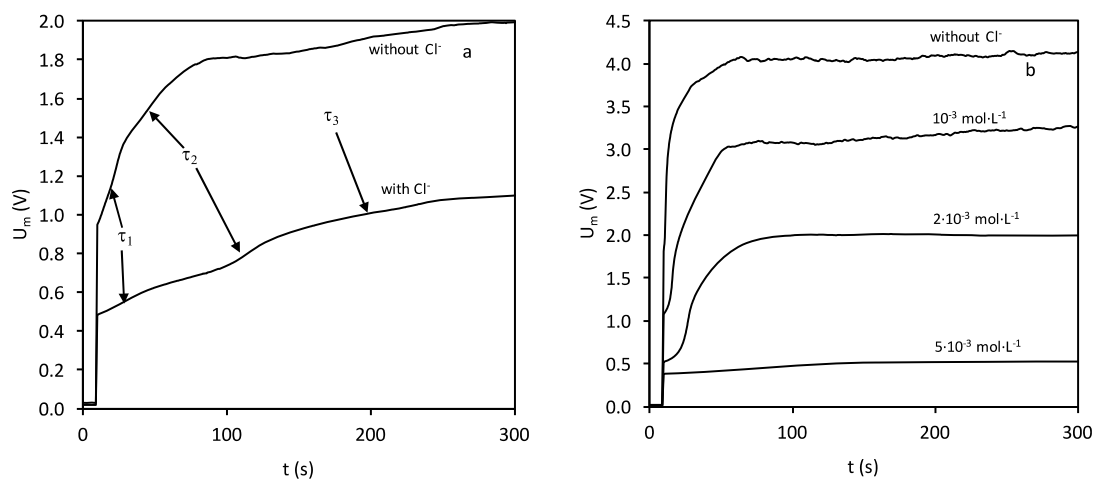 2.0
1.8
1.6
1.4
1.2
1.0
0.8
0.6
0.4
0.2
0.0
Uₘ (V)
without Cl⁻
a
τ₁
τ₂
τ₃
with Cl⁻
0
100
200
300
t (s)
4.5
4.0
3.5
3.0
2.5
2.0
1.5
1.0
0.5
0.0
Uₘ (V)
without Cl⁻
b
10⁻³ mol·L⁻¹
2·10⁻³ mol·L⁻¹
5·10⁻³ mol·L⁻¹
0
100
200
300
t (s)